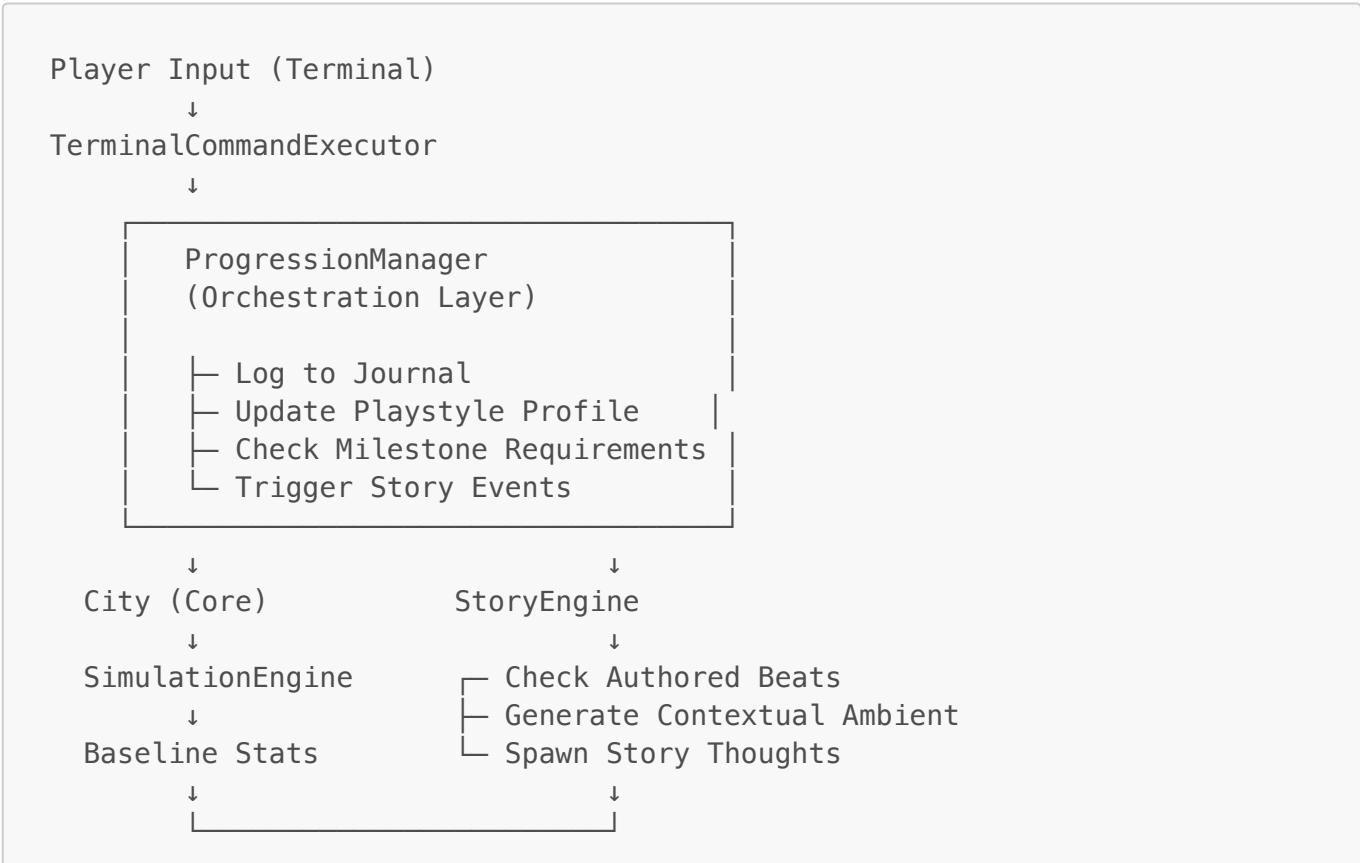 Player Input (Terminal)
↓
TerminalCommandExecutor
↓
ProgressionManager
(Orchestration Layer)
├─ Log to Journal
├─ Update Playstyle Profile
├─ Check Milestone Requirements
└─ Trigger Story Events
↓ ↓
City (Core) StoryEngine
↓ ↓
SimulationEngine ┌─ Check Authored Beats
↓ ├─ Generate Contextual Ambient
Baseline Stats └─ Spawn Story Thoughts
↓ ↓